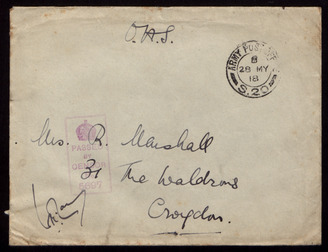 O.A.S.
ARMY POST OFFICE
B
28 MY
18
S.20
Mrs. R. Marshall
PASSED
CENSOR
31 The Waldrons
Croydon.